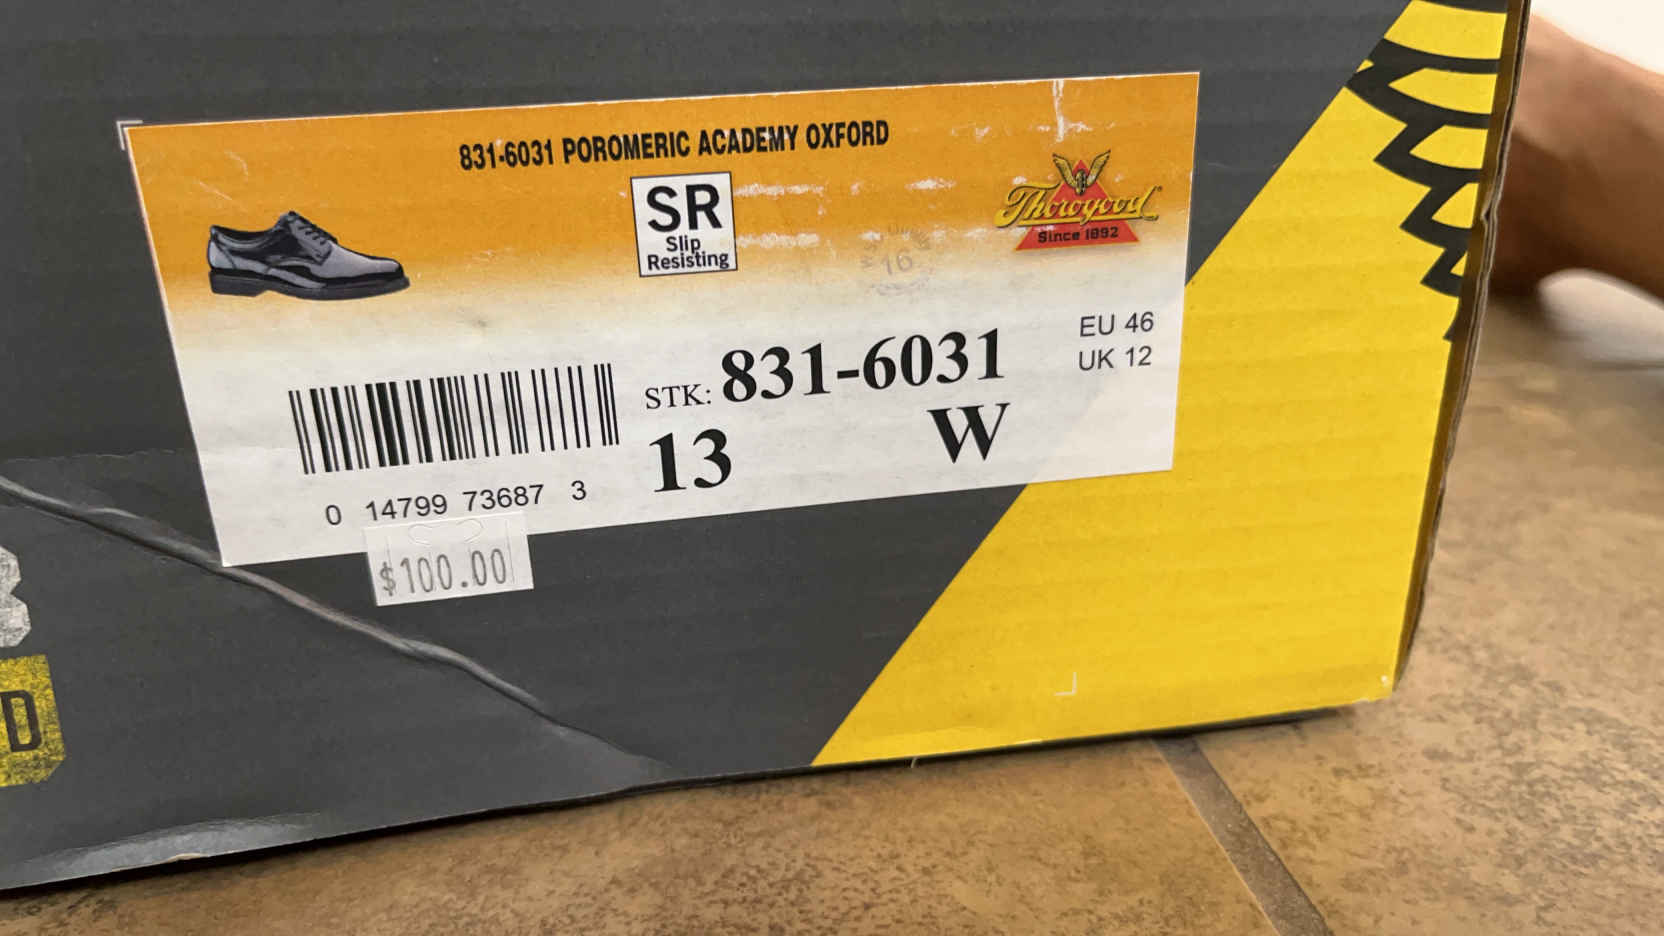 831-6031 POROMERIC ACADEMY OXFORD
SR
Slip
Resisting
Thorogood
Since 1892
16
EU 46
UK 12
STK: 831-6031
13 W
0 14799 73687 3
$100.00
D